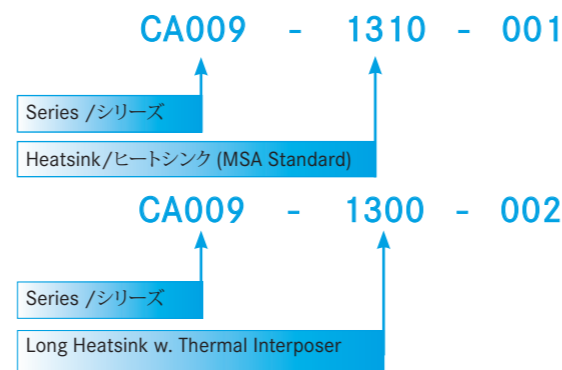 CA009 - 1310 - 001
Series /シリーズ
Heatsink/ヒートシンク (MSA Standard)
CA009 - 1300 - 002
Series /シリーズ
Long Heatsink w. Thermal Interposer